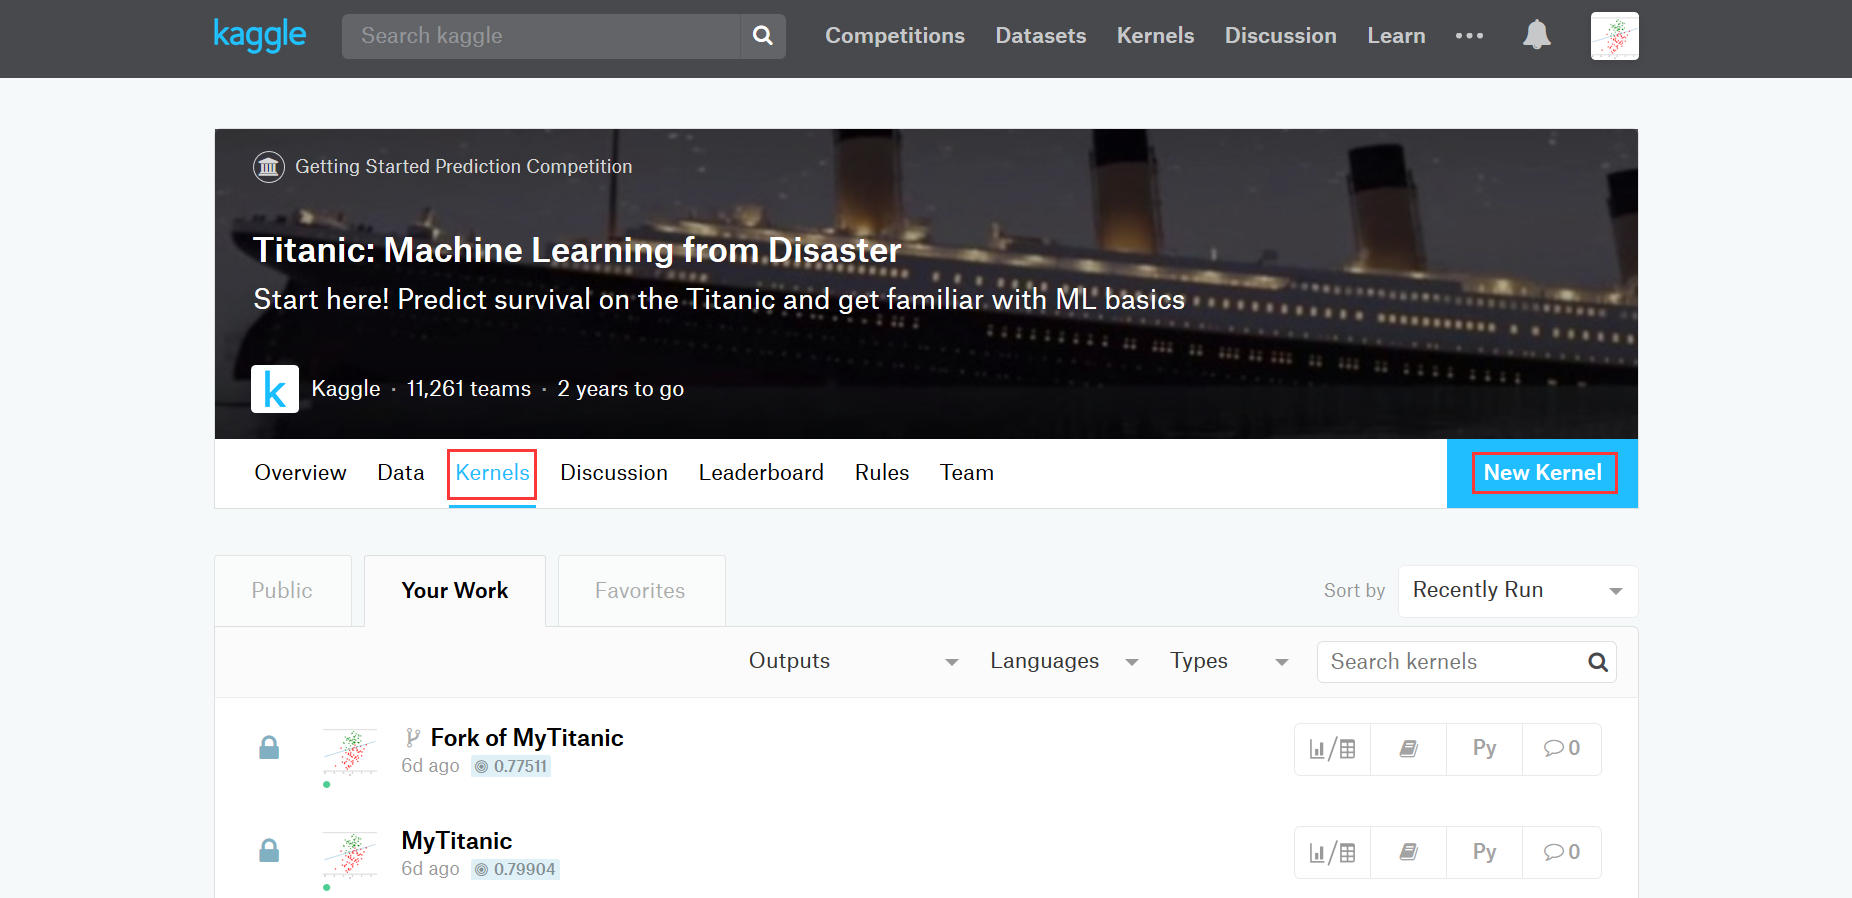 kaggle
Search kaggle
Competitions Datasets Kernels Discussion Learn
Getting Started Prediction Competition
Titanic: Machine Learning from Disaster
Start here! Predict survival on the Titanic and get familiar with ML basics
k
Kaggle · 11,261 teams · 2 years to go
Overview Data Kernels Discussion Leaderboard Rules Team New Kernel
Public Your Work Favorites Sort by Recently Run
Outputs Languages Types Search kernels
Fork of MyTitanic
6d ago 0.77511
Py 0
MyTitanic
6d ago 0.79904
Py 0